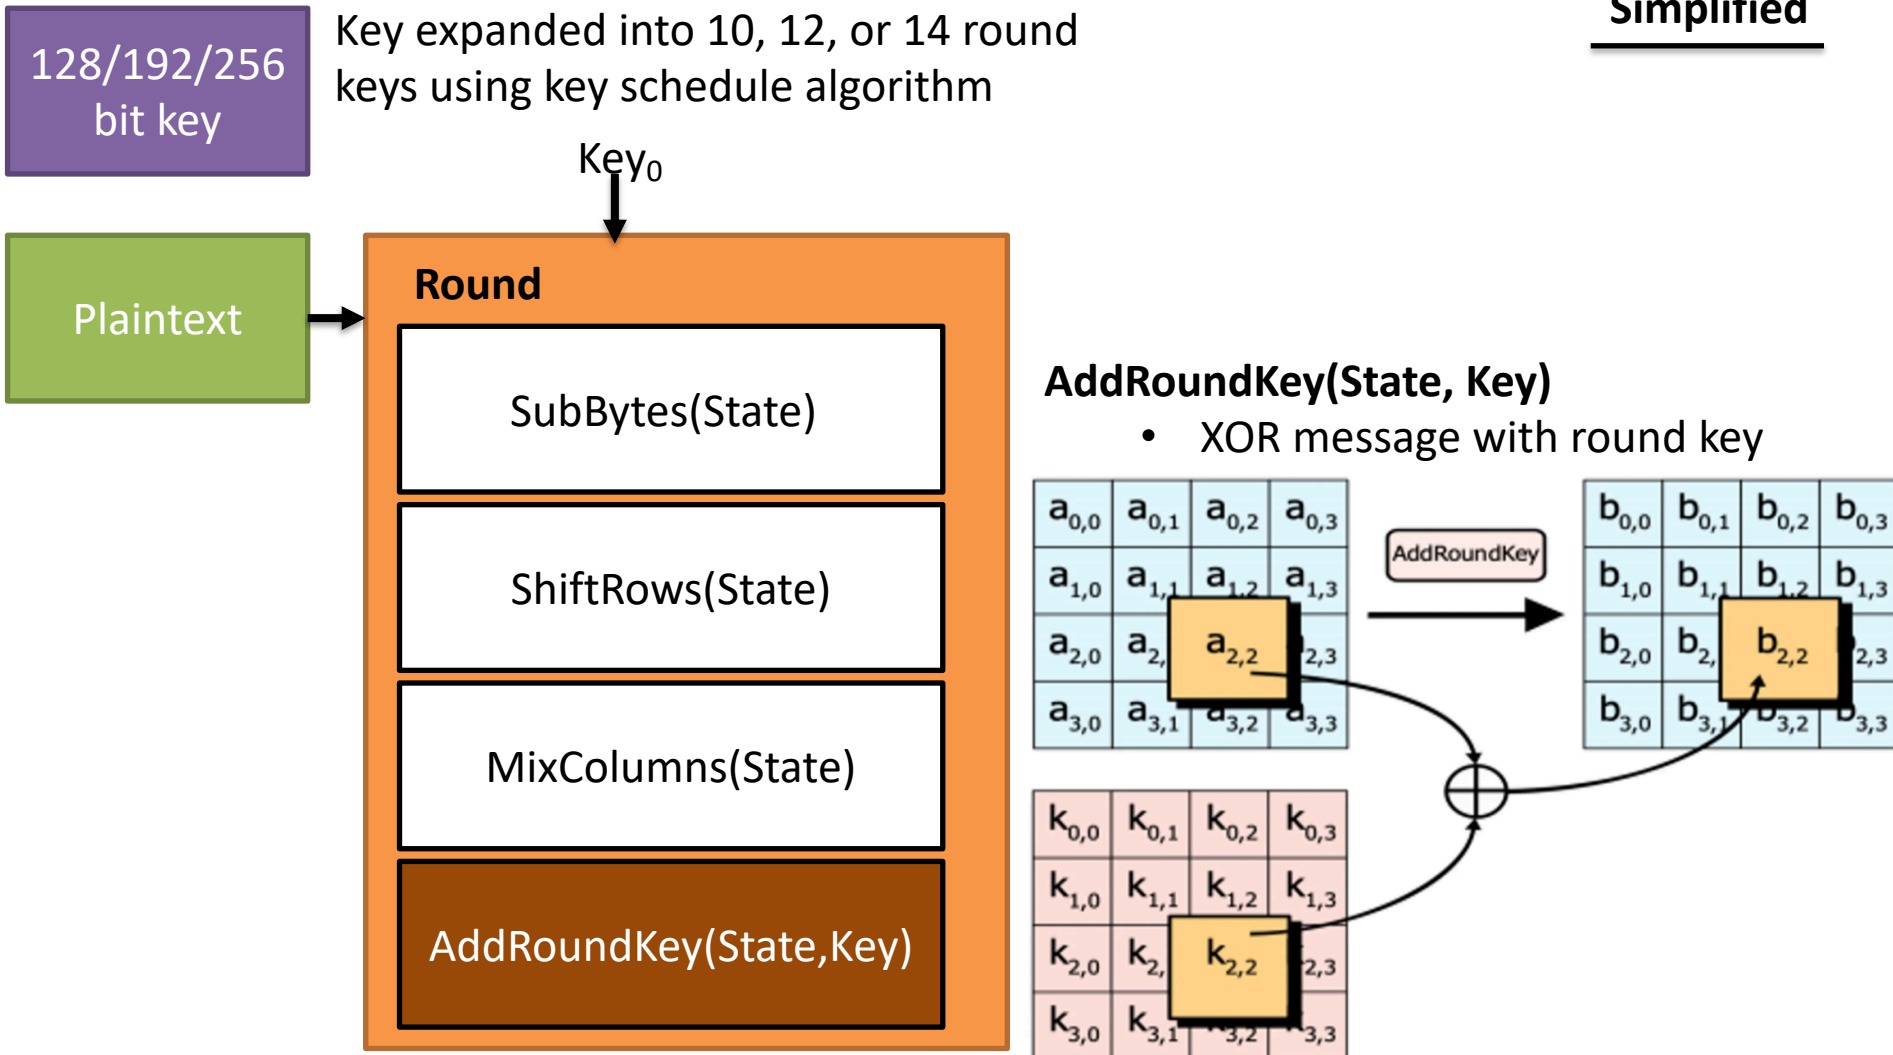 Simplified
128/192/256
bit key
Key expanded into 10, 12, or 14 round
keys using key schedule algorithm
Key₀
Plaintext
Round
SubBytes(State)
ShiftRows(State)
MixColumns(State)
AddRoundKey(State,Key)
AddRoundKey(State, Key)
• XOR message with round key
a₀,₀ a₀,₁ a₀,₂ a₀,₃
a₁,₀ a₁,₁ a₁,₂ a₁,₃
a₂,₀ a₂, a₂,₂ ₂,₃
a₃,₀ a₃,₁ a₃,₂ a₃,₃
AddRoundKey
b₀,₀ b₀,₁ b₀,₂ b₀,₃
b₁,₀ b₁,₁ b₁,₂ b₁,₃
b₂,₀ b₂, b₂,₂ ₂,₃
b₃,₀ b₃,₁ b₃,₂ b₃,₃
k₀,₀ k₀,₁ k₀,₂ k₀,₃
k₁,₀ k₁,₁ k₁,₂ k₁,₃
k₂,₀ k₂, k₂,₂ ₂,₃
k₃,₀ k₃,₁ k₃,₂ ₃,₃